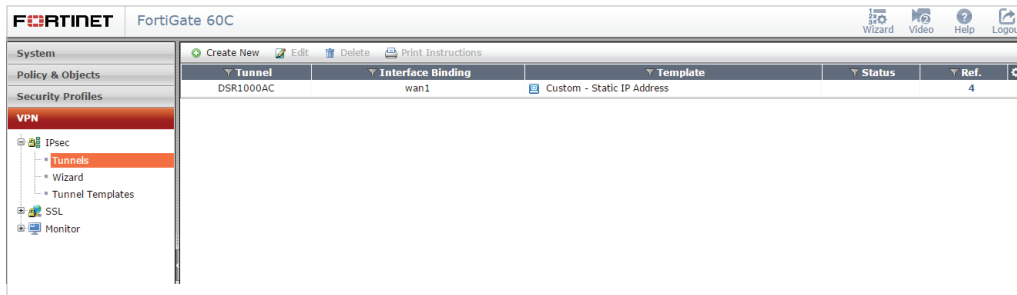 FORTINET FortiGate 60C
Wizard Video Help Logou
System
Policy & Objects
Security Profiles
VPN
IPsec
Tunnels
Wizard
Tunnel Templates
SSL
Monitor
Create New Edit Delete Print Instructions
Tunnel Interface Binding Template Status Ref.
DSR1000AC wan1 Custom - Static IP Address 4